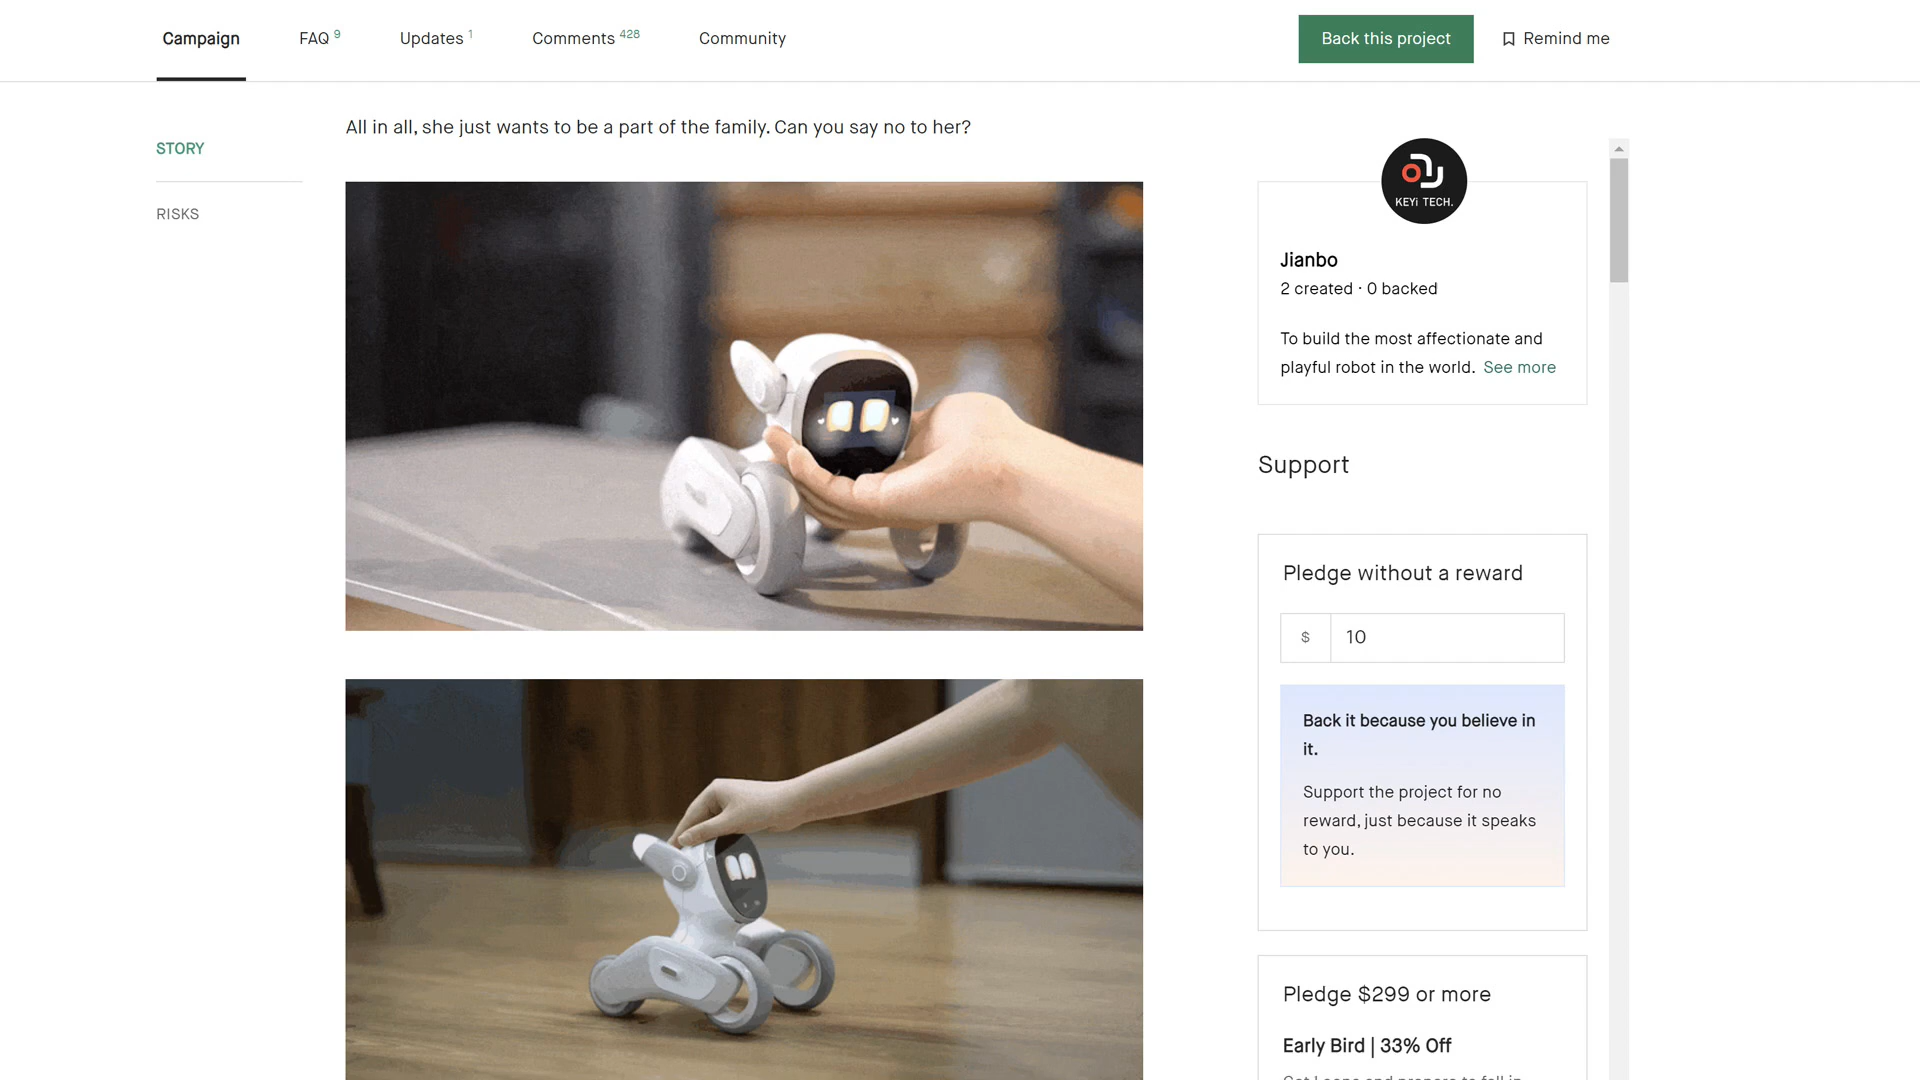 Campaign
FAQ 9
Updates 1
Comments 428
Community
Back this project
Remind me
STORY
RISKS
All in all, she just wants to be a part of the family. Can you say no to her?
KEYi TECH.
Jianbo
2 created · 0 backed
To build the most affectionate and
playful robot in the world. See more
Support
Pledge without a reward
$ 10
Back it because you believe in
it.
Support the project for no
reward, just because it speaks
to you.
Pledge $299 or more
Early Bird | 33% Off